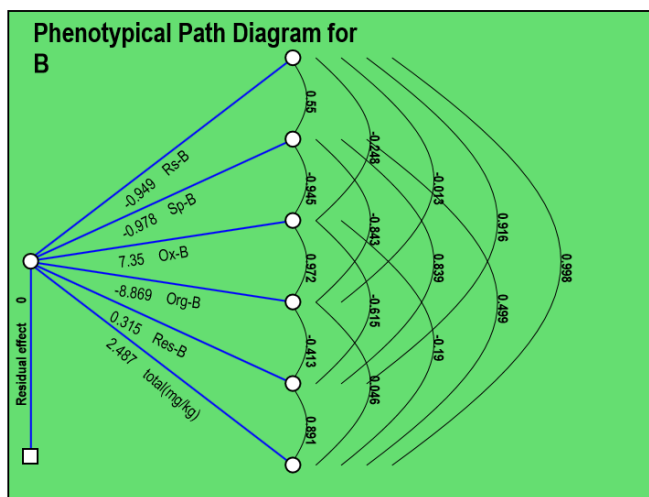 Phenotypical Path Diagram for
B
-0.949 Rs-B
-0.978 Sp-B
7.35 Ox-B
-8.869 Org-B
0.315 Res-B
2.487 total(mg/kg)
Residual effect 0
0.55
-0.945
0.972
-0.413
0.891
-0.248
-0.843
-0.615
0.046
-0.013
0.839
-0.19
0.916
0.499
0.998